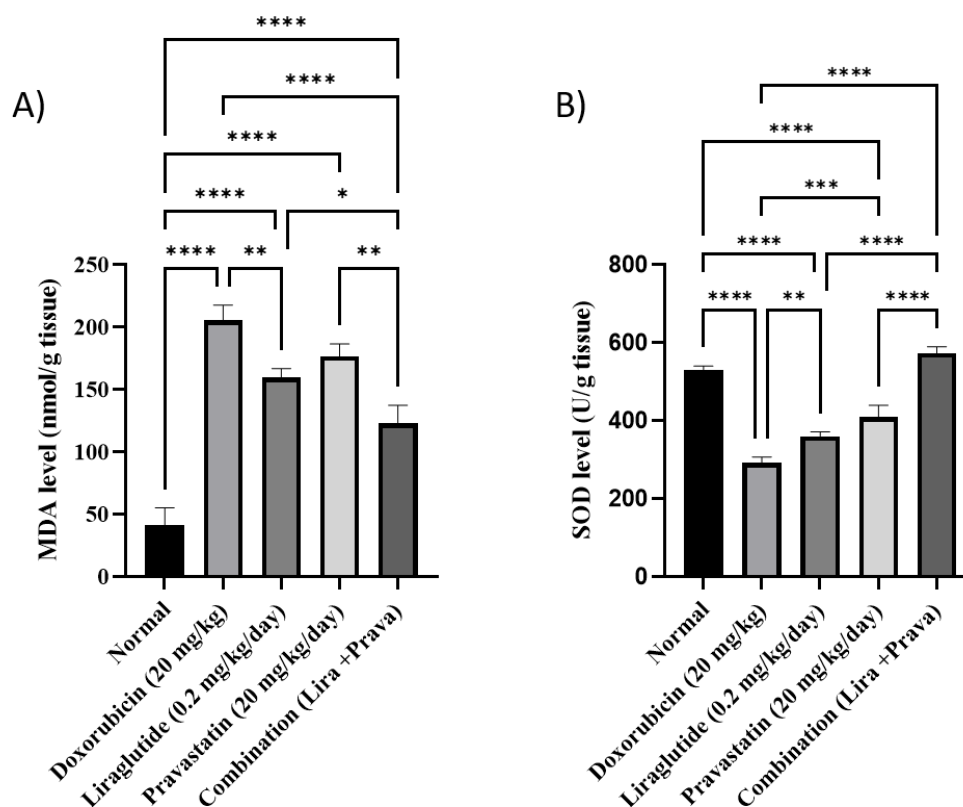 A)
****
****
****
****
*
****
**
**
MDA level (nmol/g tissue)
250
200
150
100
50
0
Normal
Doxorubicin (20 mg/kg)
Liraglutide (0.2 mg/kg/day)
Pravastatin (20 mg/kg/day)
Combination (Lira +Prava)
B)
****
****
***
****
****
****
**
****
SOD level (U/g tissue)
800
600
400
200
0
Normal
Doxorubicin (20 mg/kg)
Liraglutide (0.2 mg/kg/day)
Pravastatin (20 mg/kg/day)
Combination (Lira +Prava)